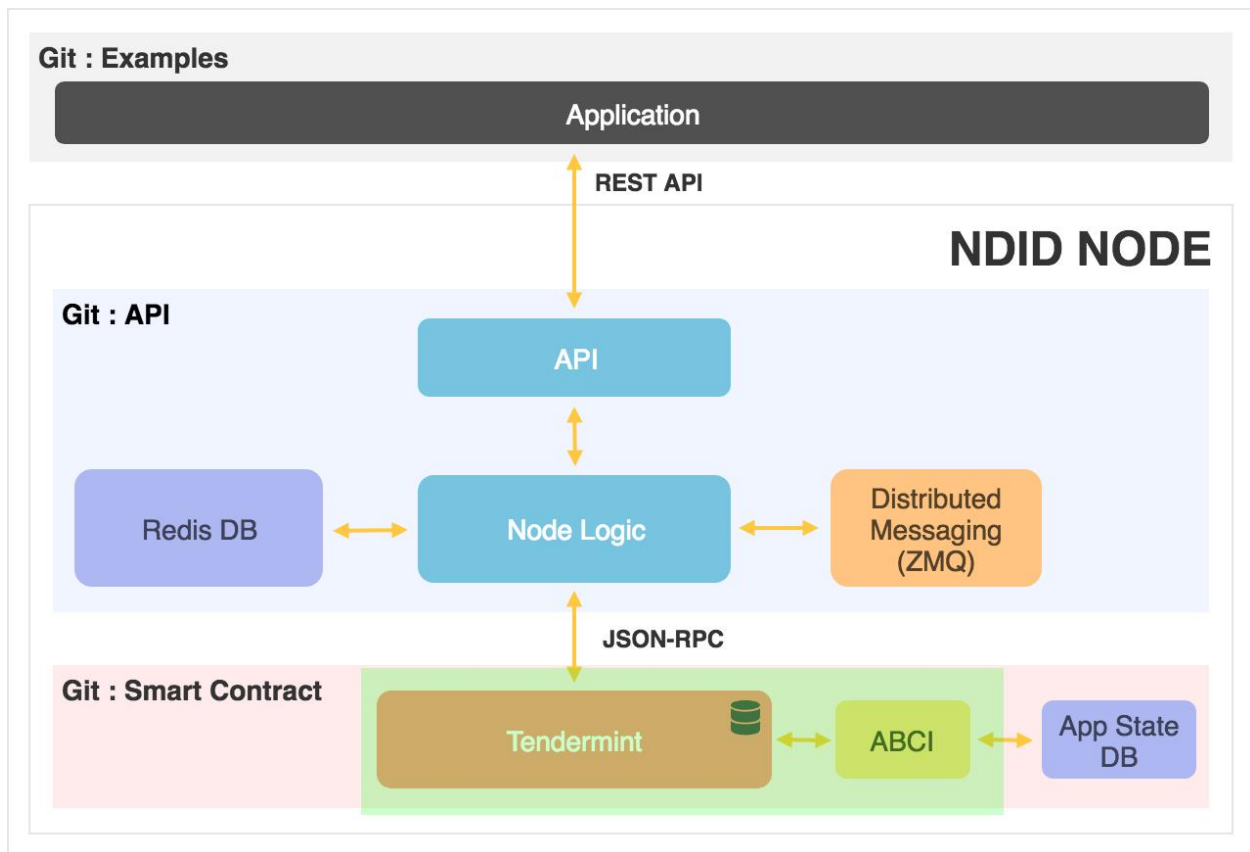 Git : Examples
Application
REST API
NDID NODE
Git : API
API
Redis DB
Node Logic
Distributed
Messaging
(ZMQ)
JSON-RPC
Git : Smart Contract
Tendermint
ABCI
App State
DB